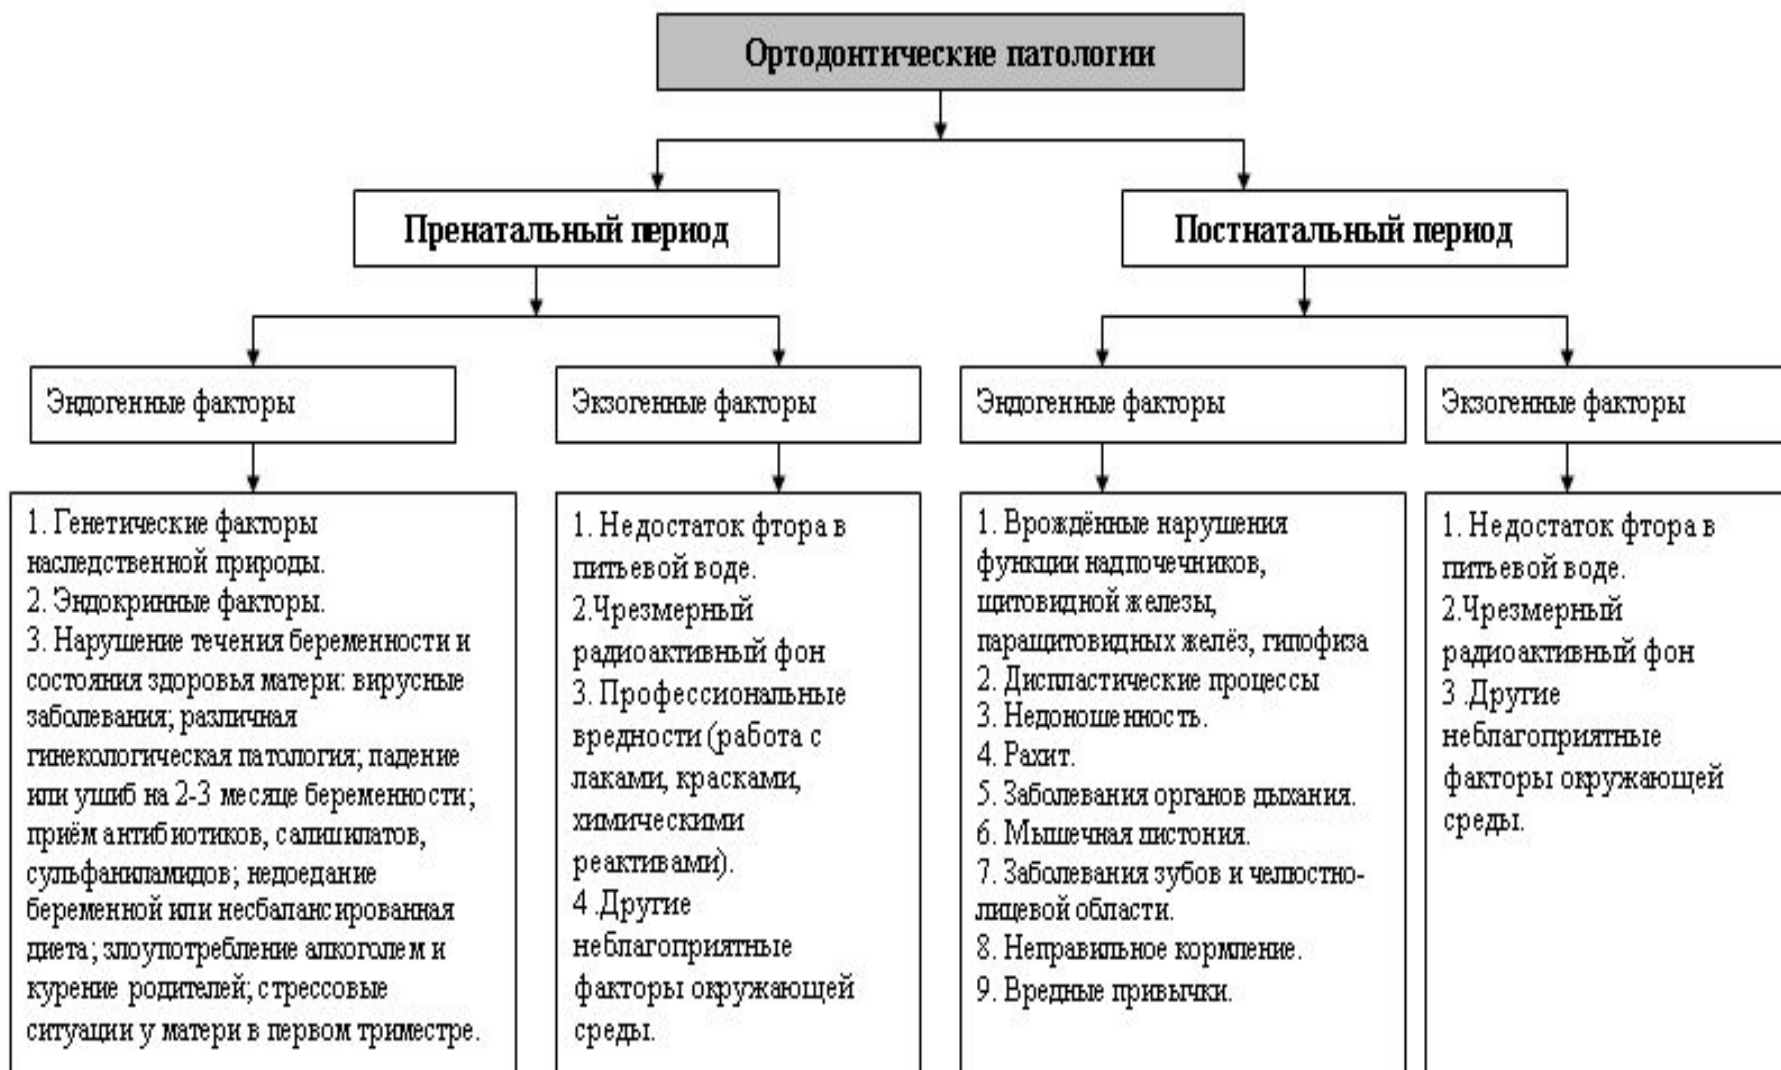 Ортодонтические патологии
Пренатальный период
Постнатальный период
Эндогенные факторы
Экзогенные факторы
Эндогенные факторы
Экзогенные факторы
1. Генетические факторы
наследственной природы.
2. Эндокринные факторы.
3. Нарушение течения беременности и
состояния здоровья матери: вирусные
заболевания; различная
гинекологическая патология; падение
или ушиб на 2-3 месяце беременности;
приём антибиотиков, салицилатов,
сульфаниламидов; недоедание
беременной или несбалансированная
диета; злоупотребление алкоголем и
курение родителей; стрессовые
ситуации у матери в первом триместре.
1. Недостаток фтора в
питьевой воде.
2.Чрезмерный
радиоактивный фон
3. Профессиональные
вредности (работа с
лаками, красками,
химическими
реактивами).
4 .Другие
неблагоприятные
факторы окружающей
среды.
1. Врождённые нарушения
функции надпочечников,
щитовидной железы,
паращитовидных желёз, гипофиза
2. Диспластические процессы
3. Недоношенность.
4. Рахит.
5. Заболевания органов дыхания.
6. Мышечная дистония.
7. Заболевания зубов и челюстно-
лицевой области.
8. Неправильное кормление.
9. Вредные привычки.
1. Недостаток фтора в
питьевой воде.
2.Чрезмерный
радиоактивный фон
3 .Другие
неблагоприятные
факторы окружающей
среды.